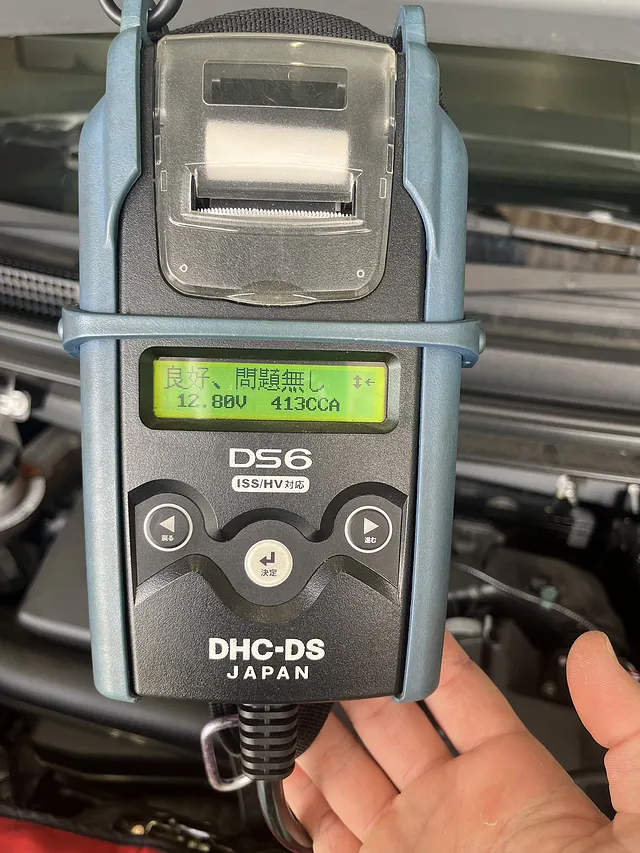 良好、問題無し ↕←
12.80V 413CCA
DS6
ISS/HV対応
戻る
進む
決定
DHC-DS
JAPAN